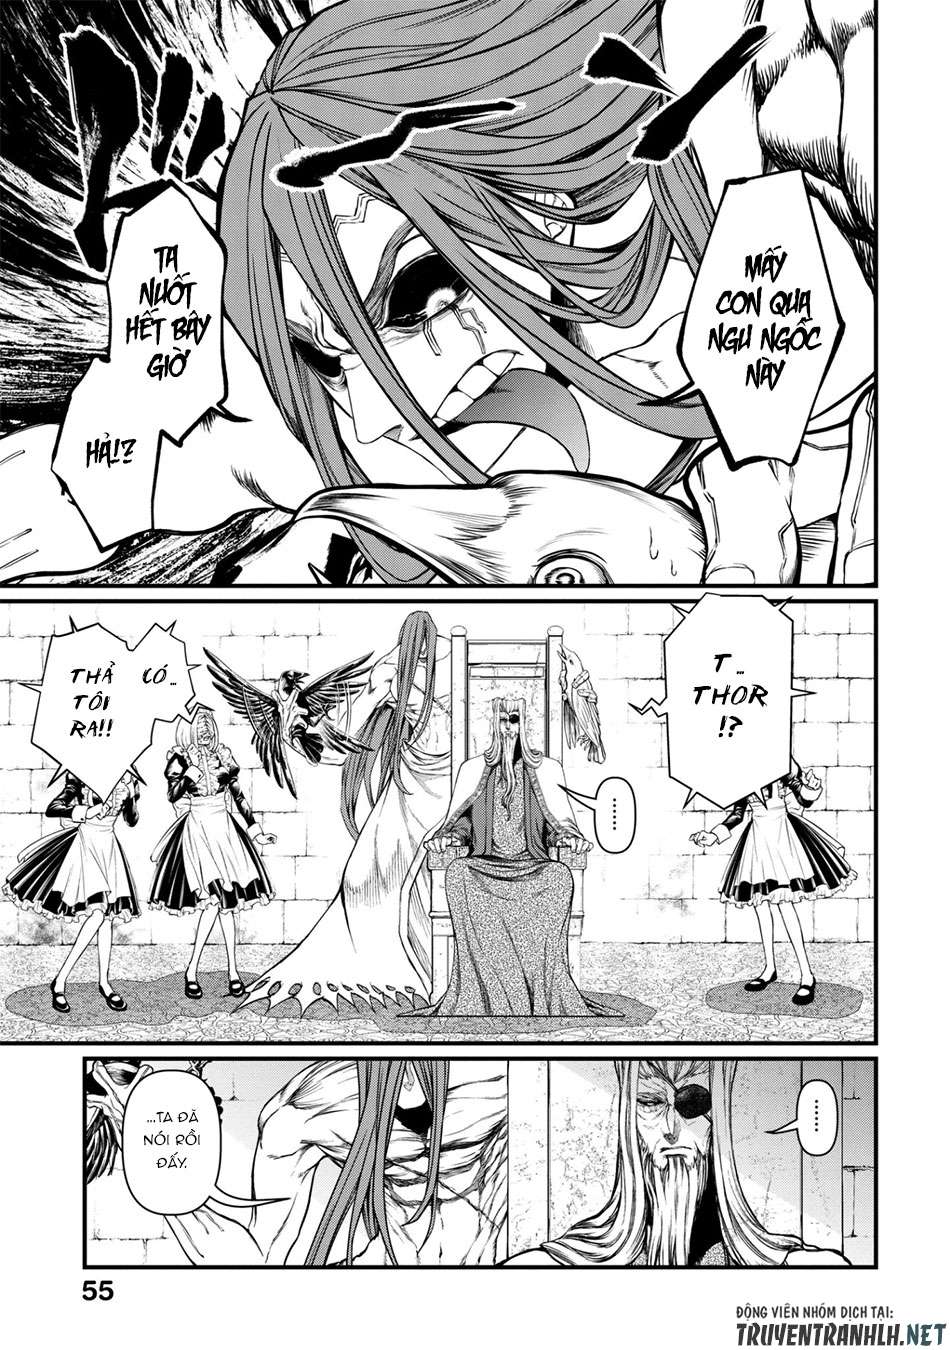 MẤY
CON QUẠ
NGU NGỐC
NÀY
TA
NUỐT
HẾT BÂY
GIỜ
HẢ!?
T...
THOR
!?
......
CÓ...
THẢ
TÔI
RA!!
......
...TA ĐÃ
NÓI RỒI
ĐẤY.
55
ĐỘNG VIÊN NHÓM DỊCH TẠI:
TRUYENTRANHLH.NET